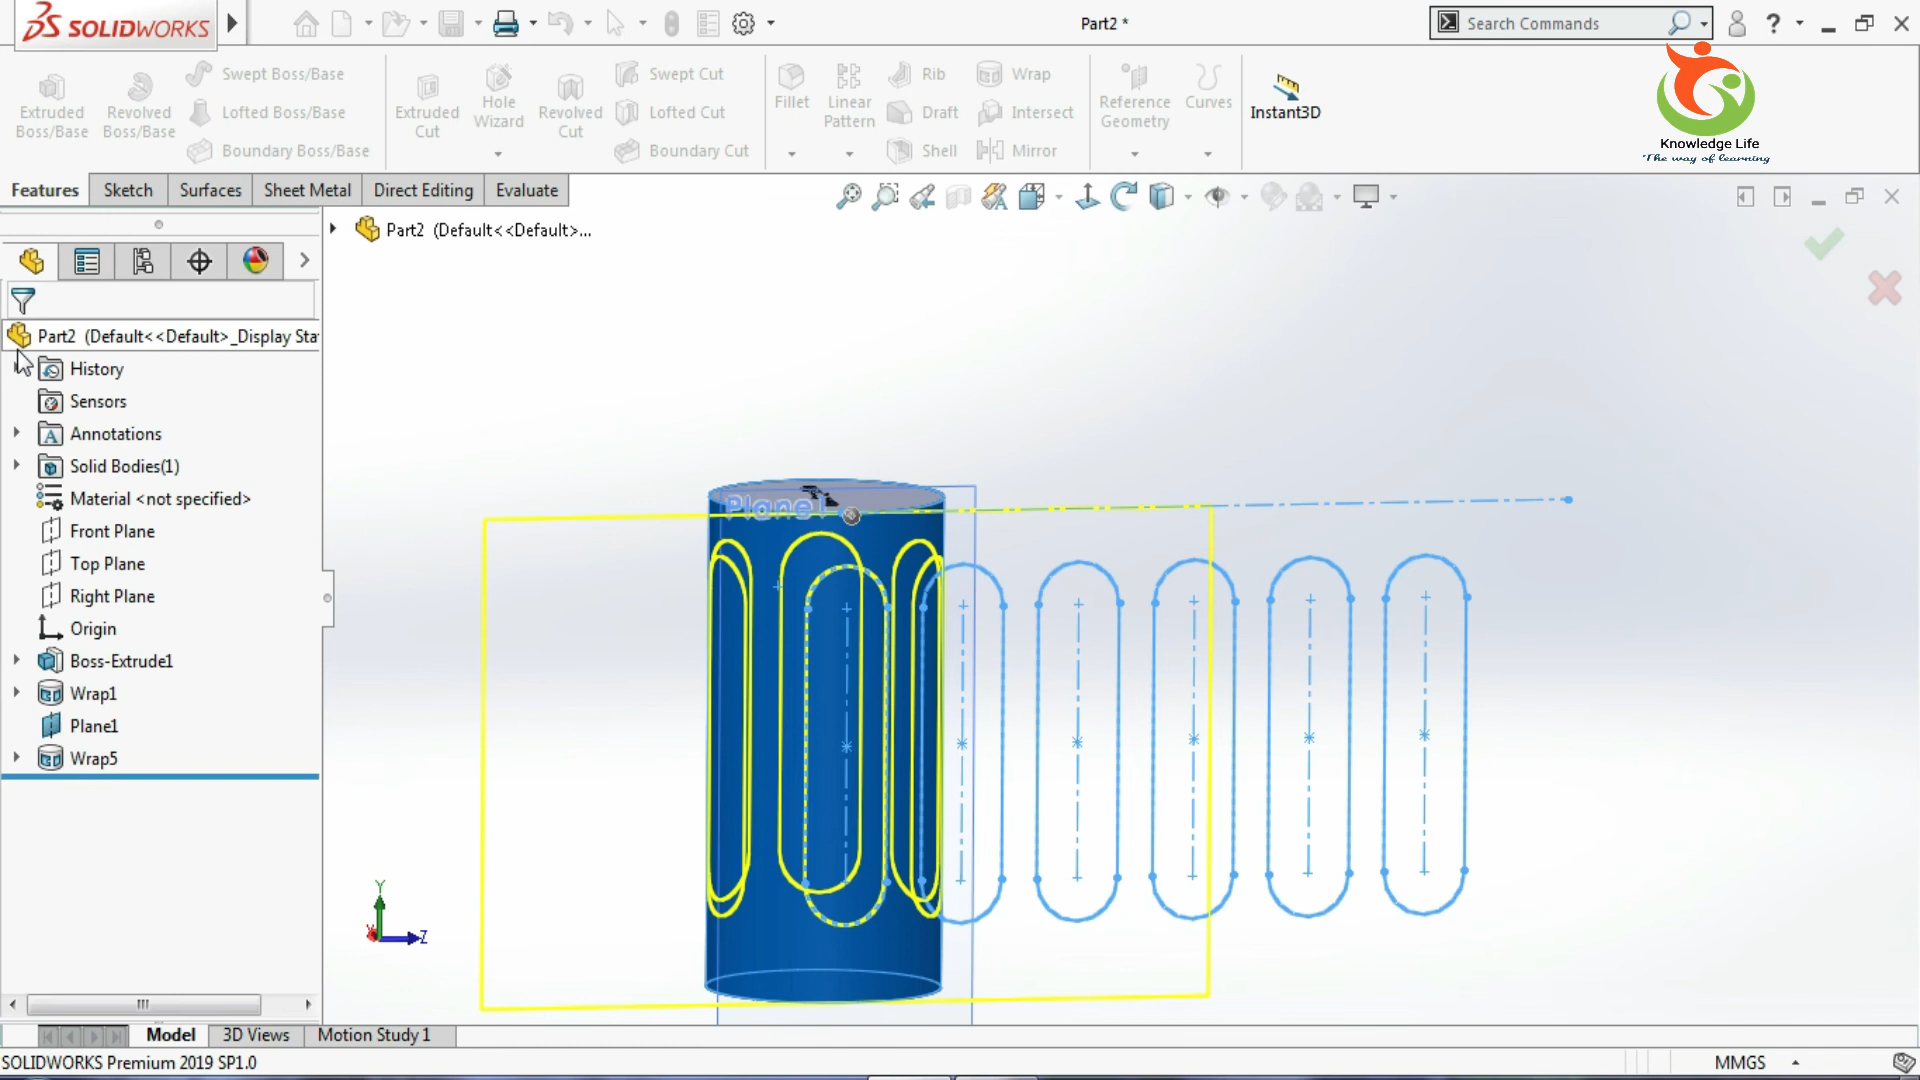 SOLIDWORKS
Part2 *
Search Commands
Knowledge Life
'The way of learning
Extruded Boss/Base
Revolved Boss/Base
Swept Boss/Base
Lofted Boss/Base
Boundary Boss/Base
Extruded Cut
Hole Wizard
Revolved Cut
Swept Cut
Lofted Cut
Boundary Cut
Fillet
Linear Pattern
Rib
Draft
Shell
Wrap
Intersect
Mirror
Reference Geometry
Curves
Instant3D
Features
Sketch
Surfaces
Sheet Metal
Direct Editing
Evaluate
Part2 (Default<<Default>...
Part2 (Default<<Default>_Display Sta
History
Sensors
Annotations
Solid Bodies(1)
Material <not specified>
Front Plane
Top Plane
Right Plane
Origin
Boss-Extrude1
Wrap1
Plane1
Wrap5
Plane1
Y
Z
Model
3D Views
Motion Study 1
SOLIDWORKS Premium 2019 SP1.0
MMGS